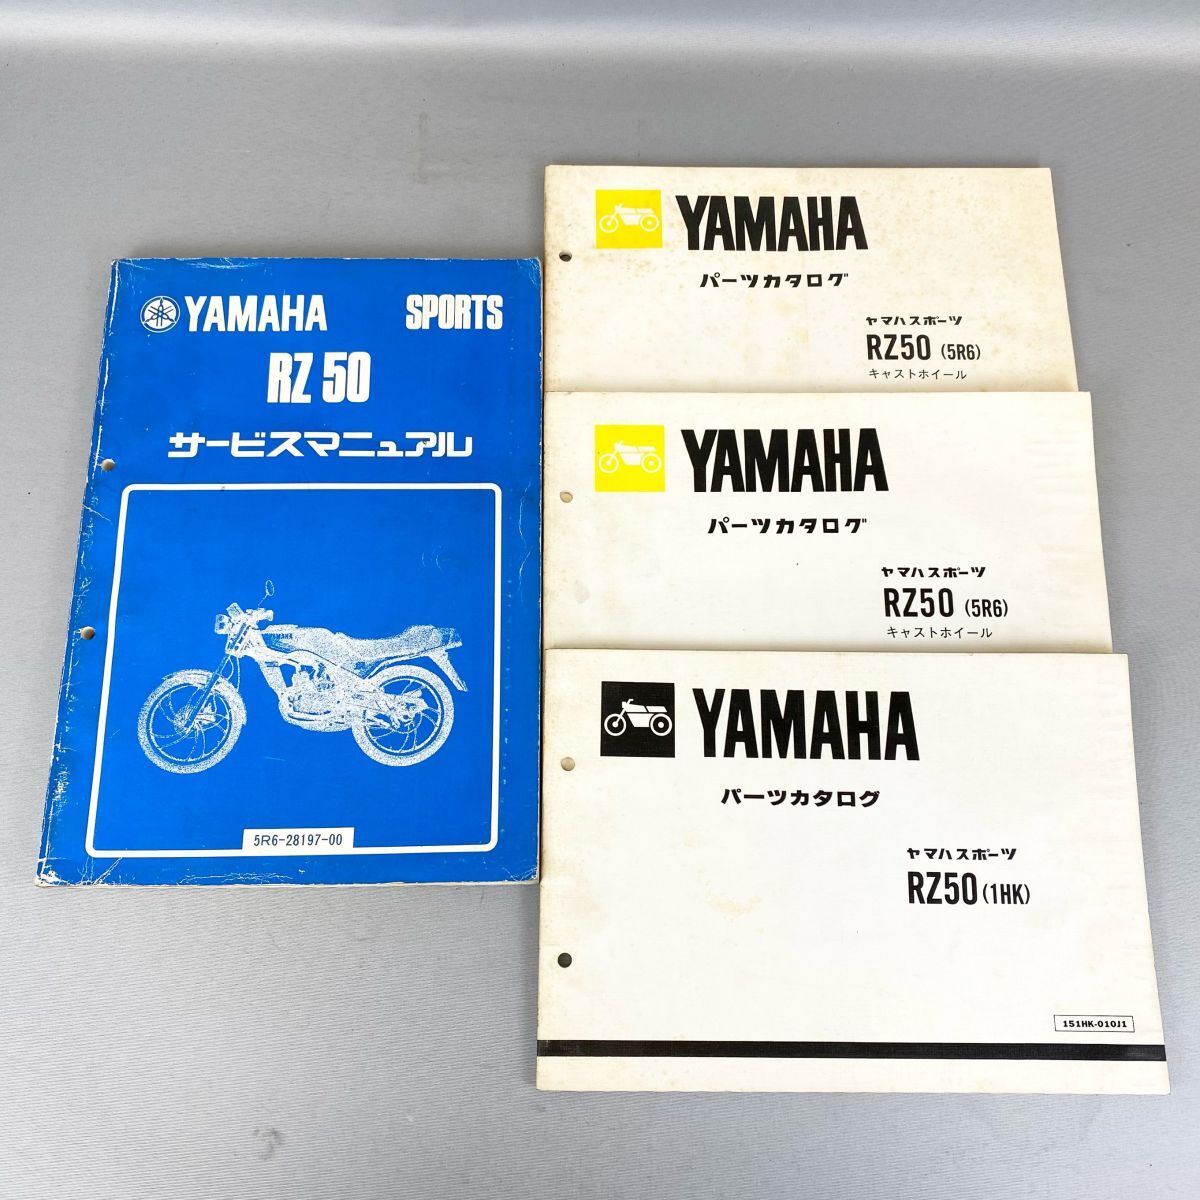 YAMAHA SPORTS
RZ 50
サービスマニュアル
YAMAHA
5R6-28197-00
YAMAHA
パーツカタログ
ヤマハスポーツ
RZ50 (5R6)
キャストホイール
YAMAHA
パーツカタログ
ヤマハスポーツ
RZ50 (5R6)
キャストホイール
YAMAHA
パーツカタログ
ヤマハスポーツ
RZ50 (1HK)
151HK-010J1